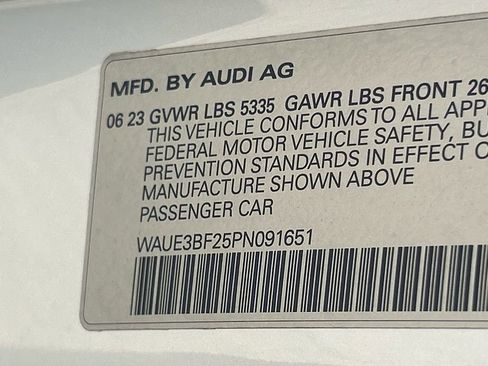 MFD. BY AUDI AG
06 23 GVWR LBS 5335 GAWR LBS FRONT 26
THIS VEHICLE CONFORMS TO ALL APP
FEDERAL MOTOR VEHICLE SAFETY, BU
PREVENTION STANDARDS IN EFFECT O
MANUFACTURE SHOWN ABOVE
PASSENGER CAR
WAUE3BF25PN091651